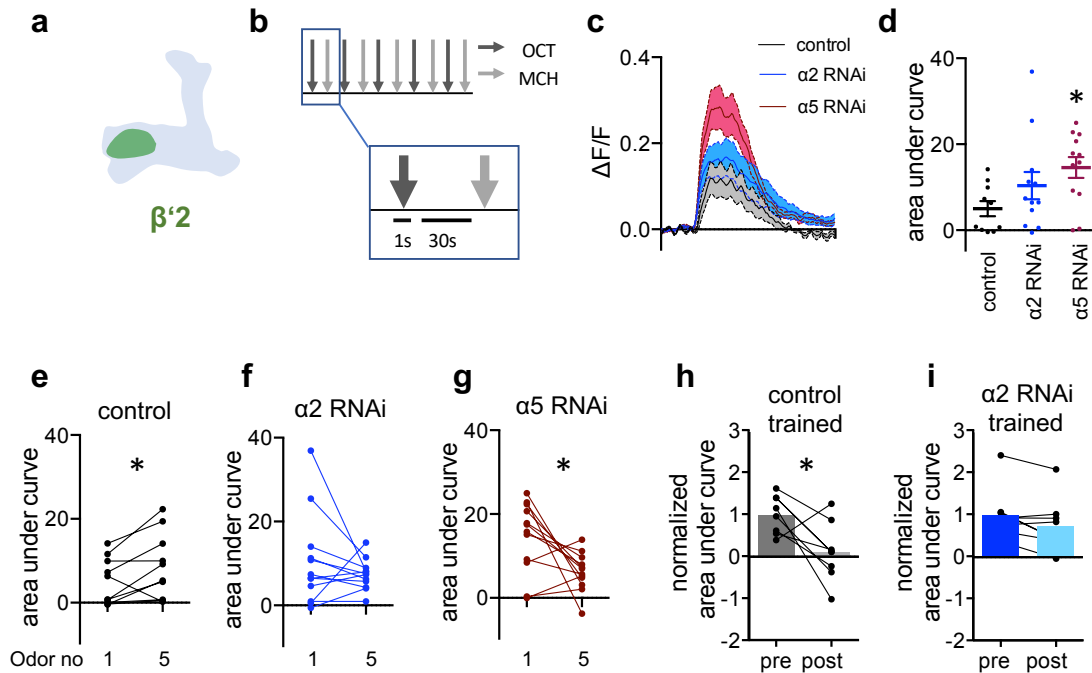 a
β'2
b
OCT
MCH
1s 30s
c
control
α2 RNAi
α5 RNAi
ΔF/F
0.4
0.2
0.0
d
area under curve
40
20
0
*
control
α2 RNAi
α5 RNAi
e
control
area under curve
40
20
0
*
Odor no 1 5
f
α2 RNAi
area under curve
40
20
0
1 5
g
α5 RNAi
area under curve
40
20
0
*
1 5
h
control
trained
normalized
area under curve
3
2
1
0
-1
-2
*
pre post
i
α2 RNAi
trained
normalized
area under curve
3
2
1
0
-1
-2
pre post